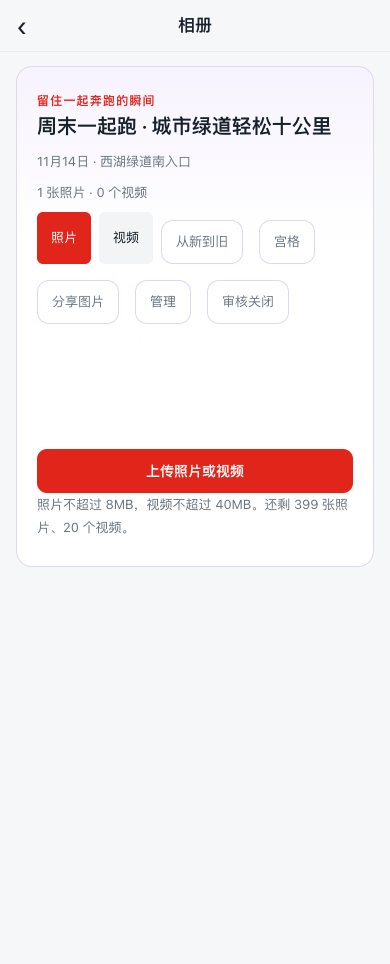 相册
留住一起奔跑的瞬间
周末一起跑 · 城市绿道轻松十公里
11月14日 · 西湖绿道南入口
1 张照片 · 0 个视频
照片 视频 从新到旧 宫格
分享图片 管理 审核关闭
上传照片或视频
照片不超过 8MB，视频不超过 40MB。还剩 399 张照
片、20 个视频。